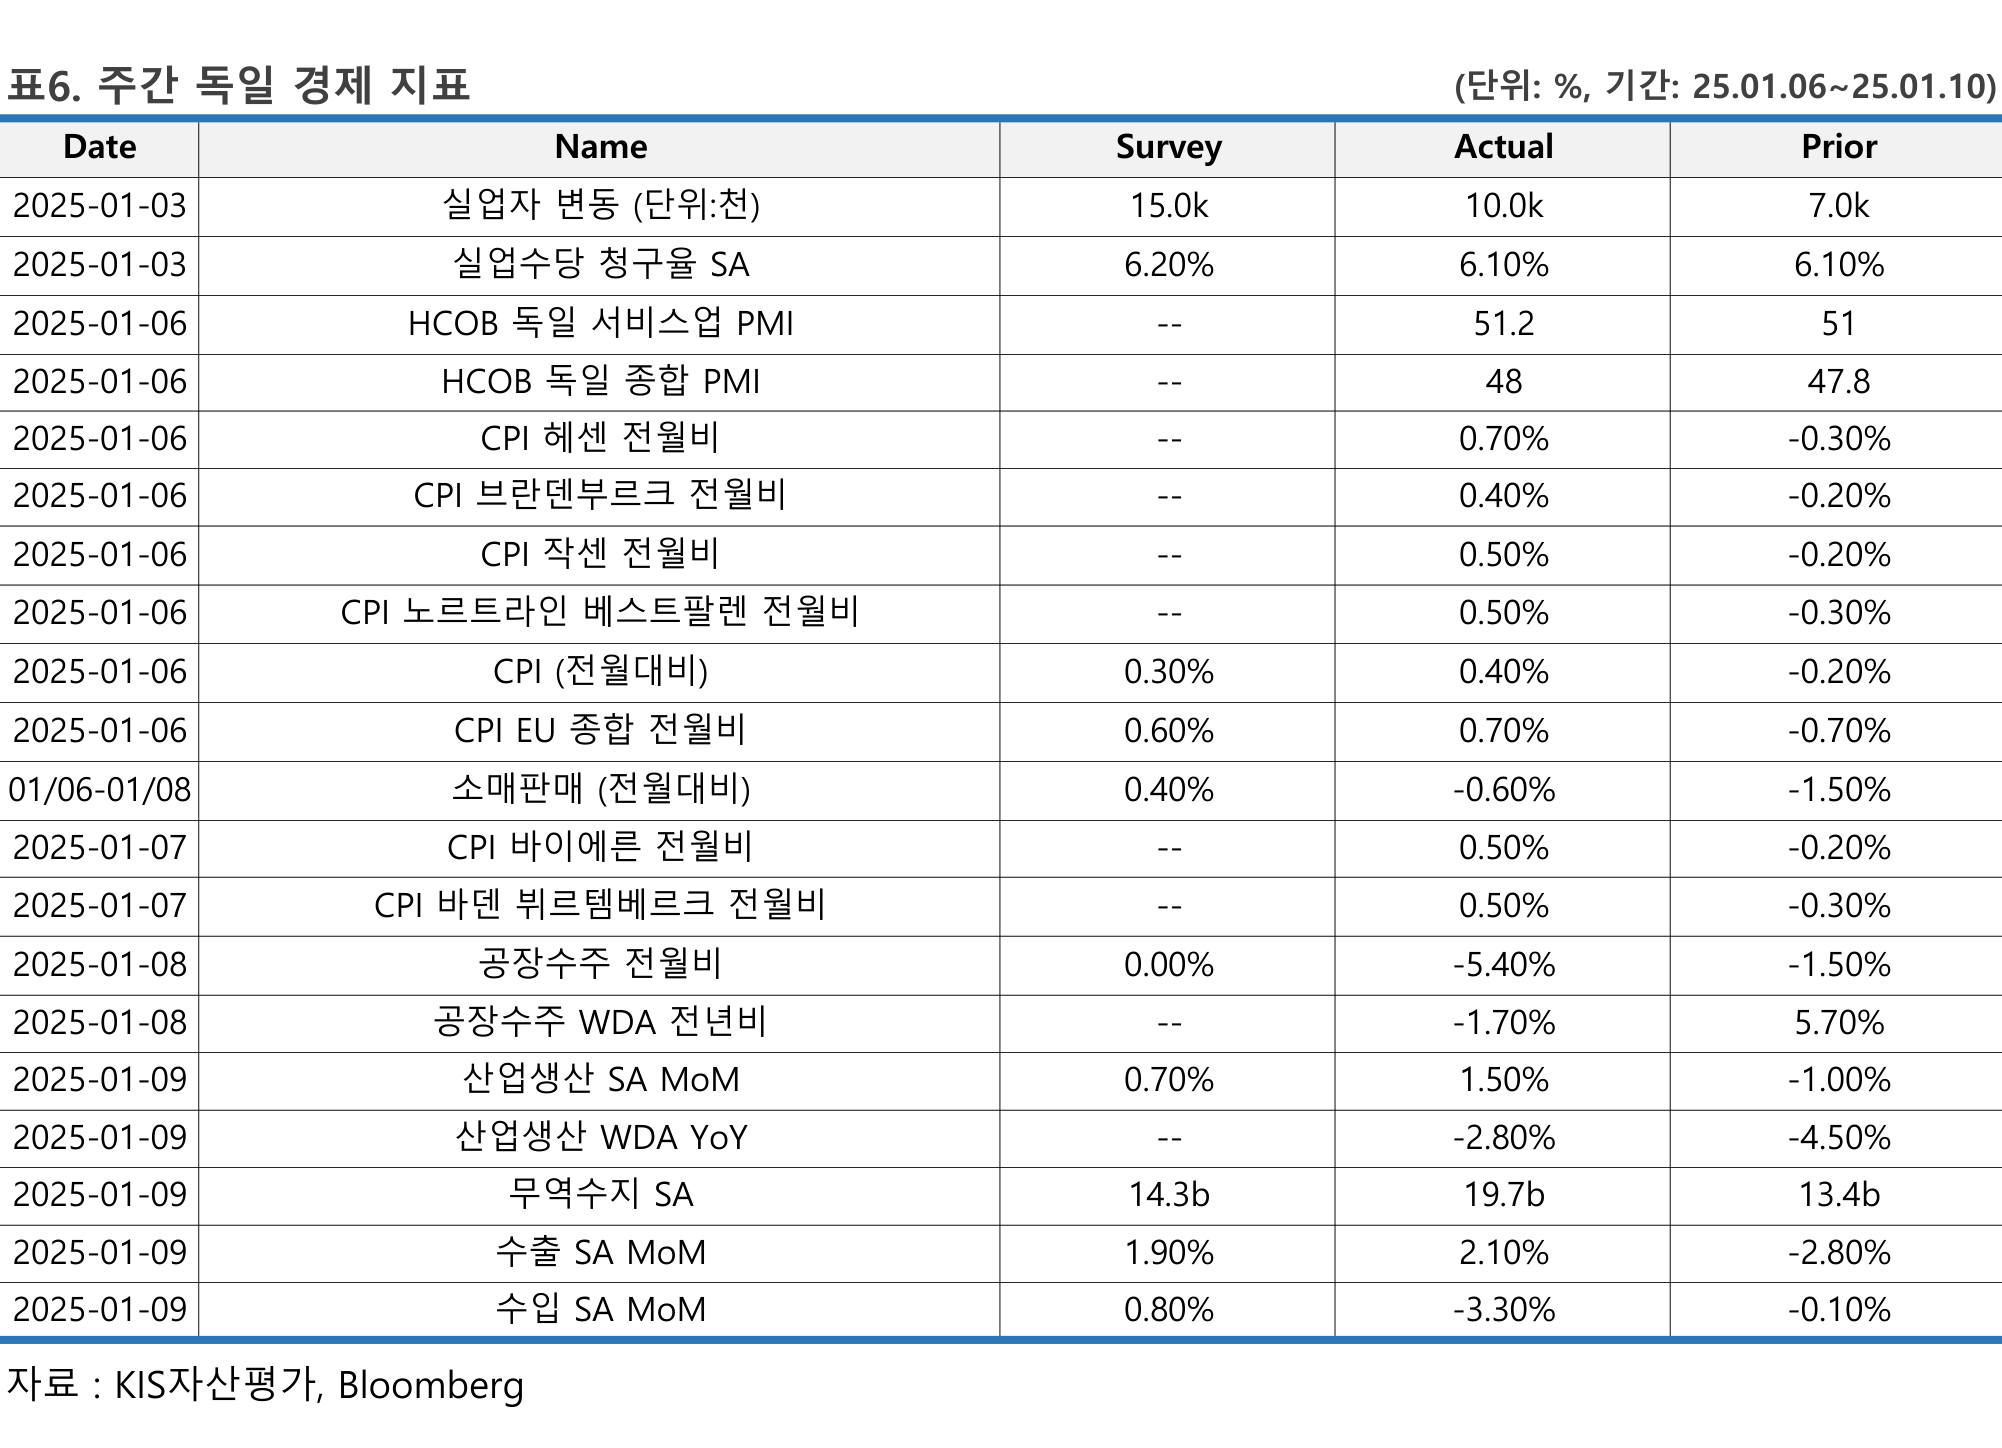 표6. 주간 독일 경제 지표 (단위: %, 기간: 25.01.06~25.01.10)
Date Name Survey Actual Prior
2025-01-03 실업자 변동 (단위:천) 15.0k 10.0k 7.0k
2025-01-03 실업수당 청구율 SA 6.20% 6.10% 6.10%
2025-01-06 HCOB 독일 서비스업 PMI -- 51.2 51
2025-01-06 HCOB 독일 종합 PMI -- 48 47.8
2025-01-06 CPI 헤센 전월비 -- 0.70% -0.30%
2025-01-06 CPI 브란덴부르크 전월비 -- 0.40% -0.20%
2025-01-06 CPI 작센 전월비 -- 0.50% -0.20%
2025-01-06 CPI 노르트라인 베스트팔렌 전월비 -- 0.50% -0.30%
2025-01-06 CPI (전월대비) 0.30% 0.40% -0.20%
2025-01-06 CPI EU 종합 전월비 0.60% 0.70% -0.70%
01/06-01/08 소매판매 (전월대비) 0.40% -0.60% -1.50%
2025-01-07 CPI 바이에른 전월비 -- 0.50% -0.20%
2025-01-07 CPI 바덴 뷔르템베르크 전월비 -- 0.50% -0.30%
2025-01-08 공장수주 전월비 0.00% -5.40% -1.50%
2025-01-08 공장수주 WDA 전년비 -- -1.70% 5.70%
2025-01-09 산업생산 SA MoM 0.70% 1.50% -1.00%
2025-01-09 산업생산 WDA YoY -- -2.80% -4.50%
2025-01-09 무역수지 SA 14.3b 19.7b 13.4b
2025-01-09 수출 SA MoM 1.90% 2.10% -2.80%
2025-01-09 수입 SA MoM 0.80% -3.30% -0.10%
자료 : KIS자산평가, Bloomberg